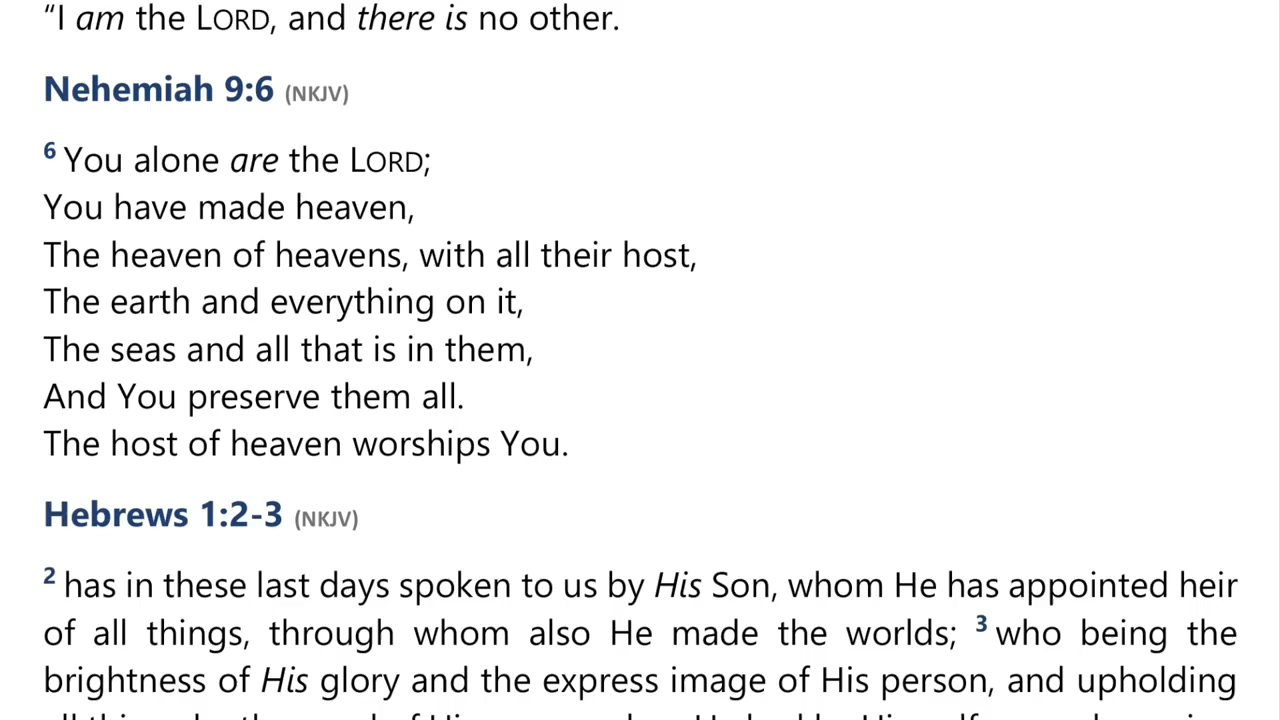 “I am the LORD, and there is no other.
Nehemiah 9:6 (NKJV)
6 You alone are the LORD;
You have made heaven,
The heaven of heavens, with all their host,
The earth and everything on it,
The seas and all that is in them,
And You preserve them all.
The host of heaven worships You.
Hebrews 1:2-3 (NKJV)
2 has in these last days spoken to us by His Son, whom He has appointed heir
of all things, through whom also He made the worlds; 3 who being the
brightness of His glory and the express image of His person, and upholding